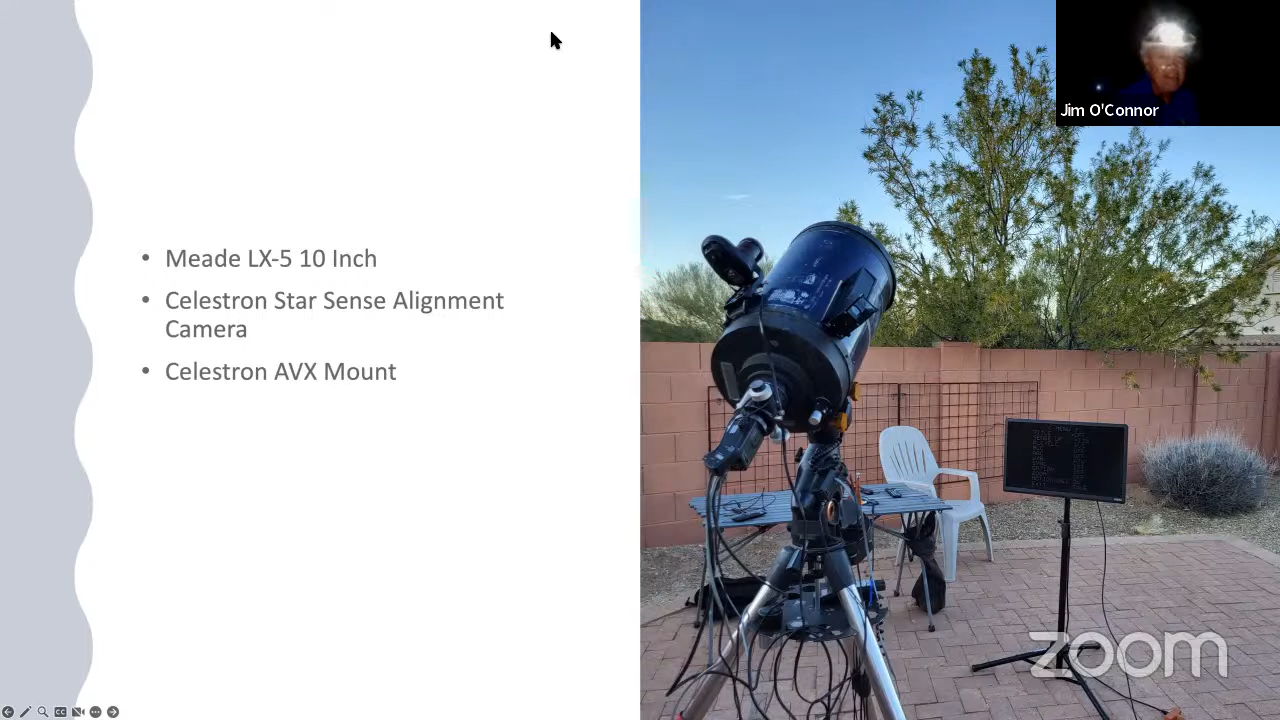 Jim O'Connor
• Meade LX-5 10 Inch
• Celestron Star Sense Alignment
Camera
• Celestron AVX Mount
zoom